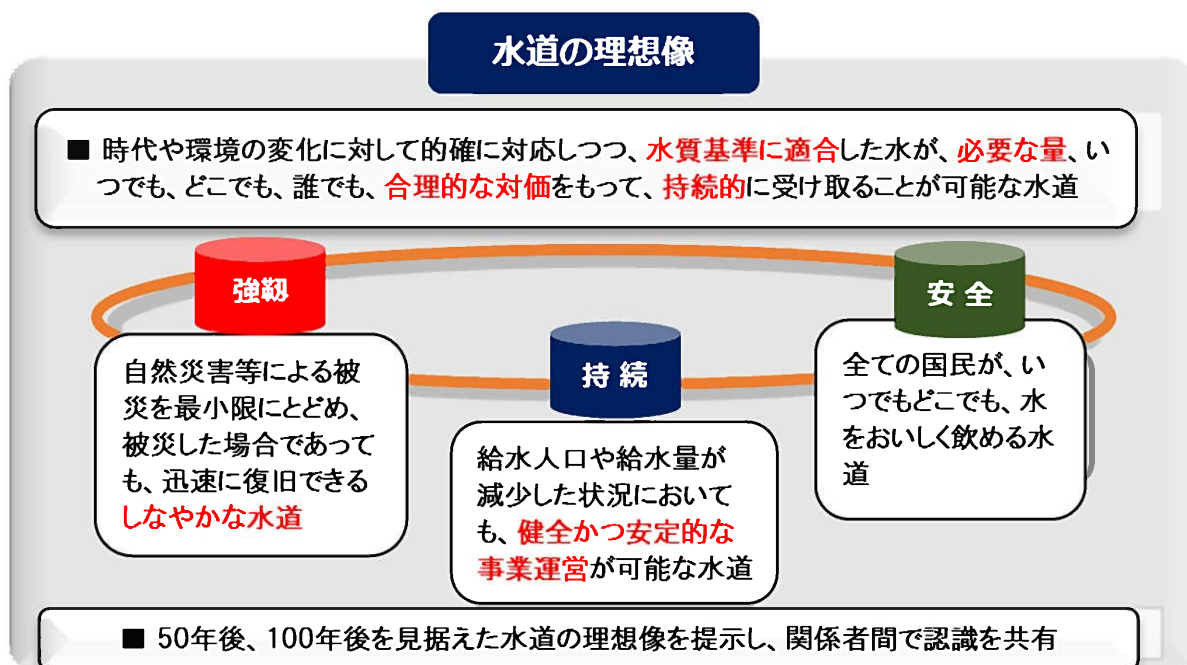 水道の理想像
■ 時代や環境の変化に対して的確に対応しつつ、水質基準に適合した水が、必要な量、い
つでも、どこでも、誰でも、合理的な対価をもって、持続的に受け取ることが可能な水道
強靱
自然災害等による被
災を最小限にとどめ、
被災した場合であって
も、迅速に復旧できる
しなやかな水道
持続
給水人口や給水量が
減少した状況において
も、健全かつ安定的な
事業運営が可能な水道
安全
全ての国民が、い
つでもどこでも、水
をおいしく飲める水
道
■ 50年後、100年後を見据えた水道の理想像を提示し、関係者間で認識を共有